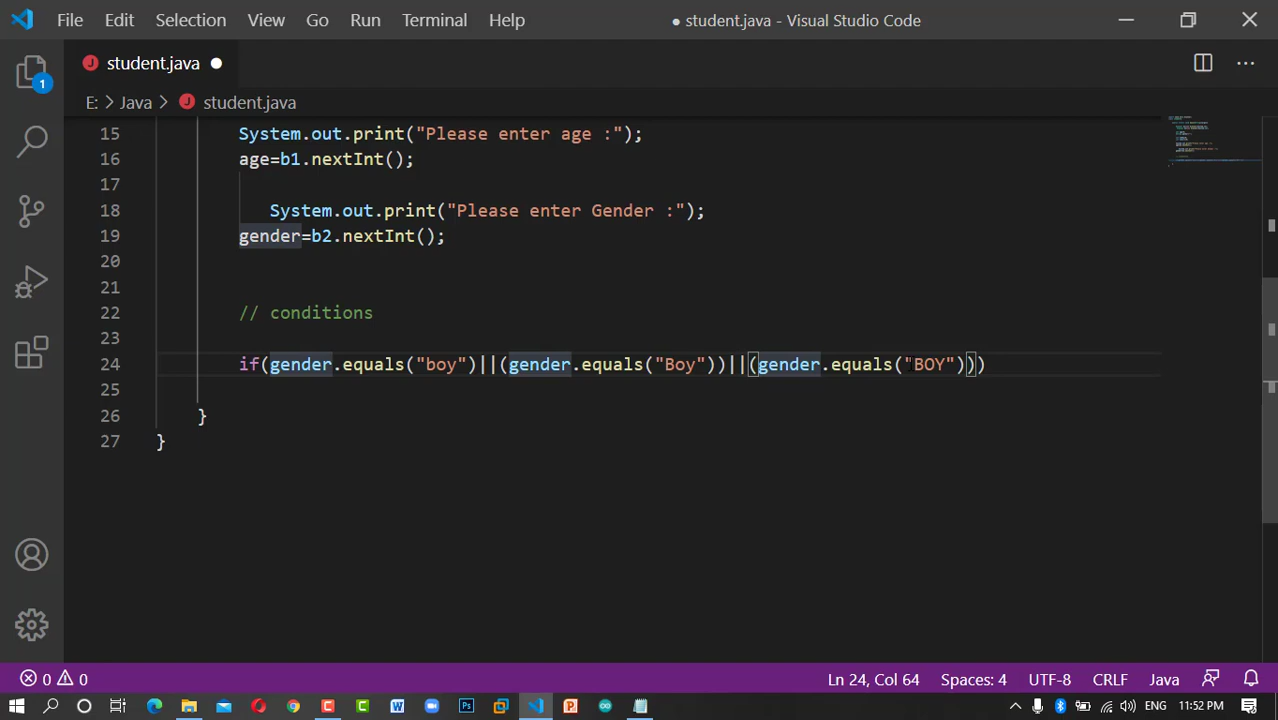 File Edit Selection View Go Run Terminal Help ● student.java - Visual Studio Code
J student.java ●
1
E: > Java > J student.java
15 System.out.print("Please enter age :");
16 age=b1.nextInt();
17
18 System.out.print("Please enter Gender :");
19 gender=b2.nextInt();
20
21
22 // conditions
23
24 if(gender.equals("boy")||(gender.equals("Boy"))||(gender.equals("BOY")))
25
26 }
27 }
0 0 Ln 24, Col 64 Spaces: 4 UTF-8 CRLF Java
ENG 11:52 PM